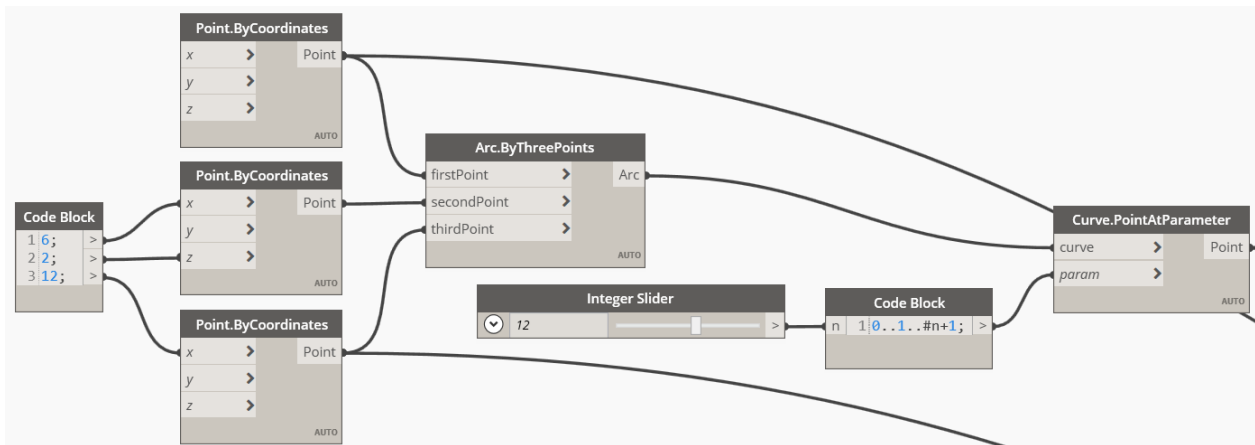 Point.ByCoordinates
x > Point
y >
z >
AUTO
Point.ByCoordinates
x > Point
y >
z >
AUTO
Code Block
1 6; >
2 2; >
3 12; >
Point.ByCoordinates
x > Point
y >
z >
AUTO
Arc.ByThreePoints
firstPoint > Arc
secondPoint >
thirdPoint >
AUTO
Integer Slider
12 >
Code Block
n 1 0..1..#n+1; >
Curve.PointAtParameter
curve > Point
param >
AUTO